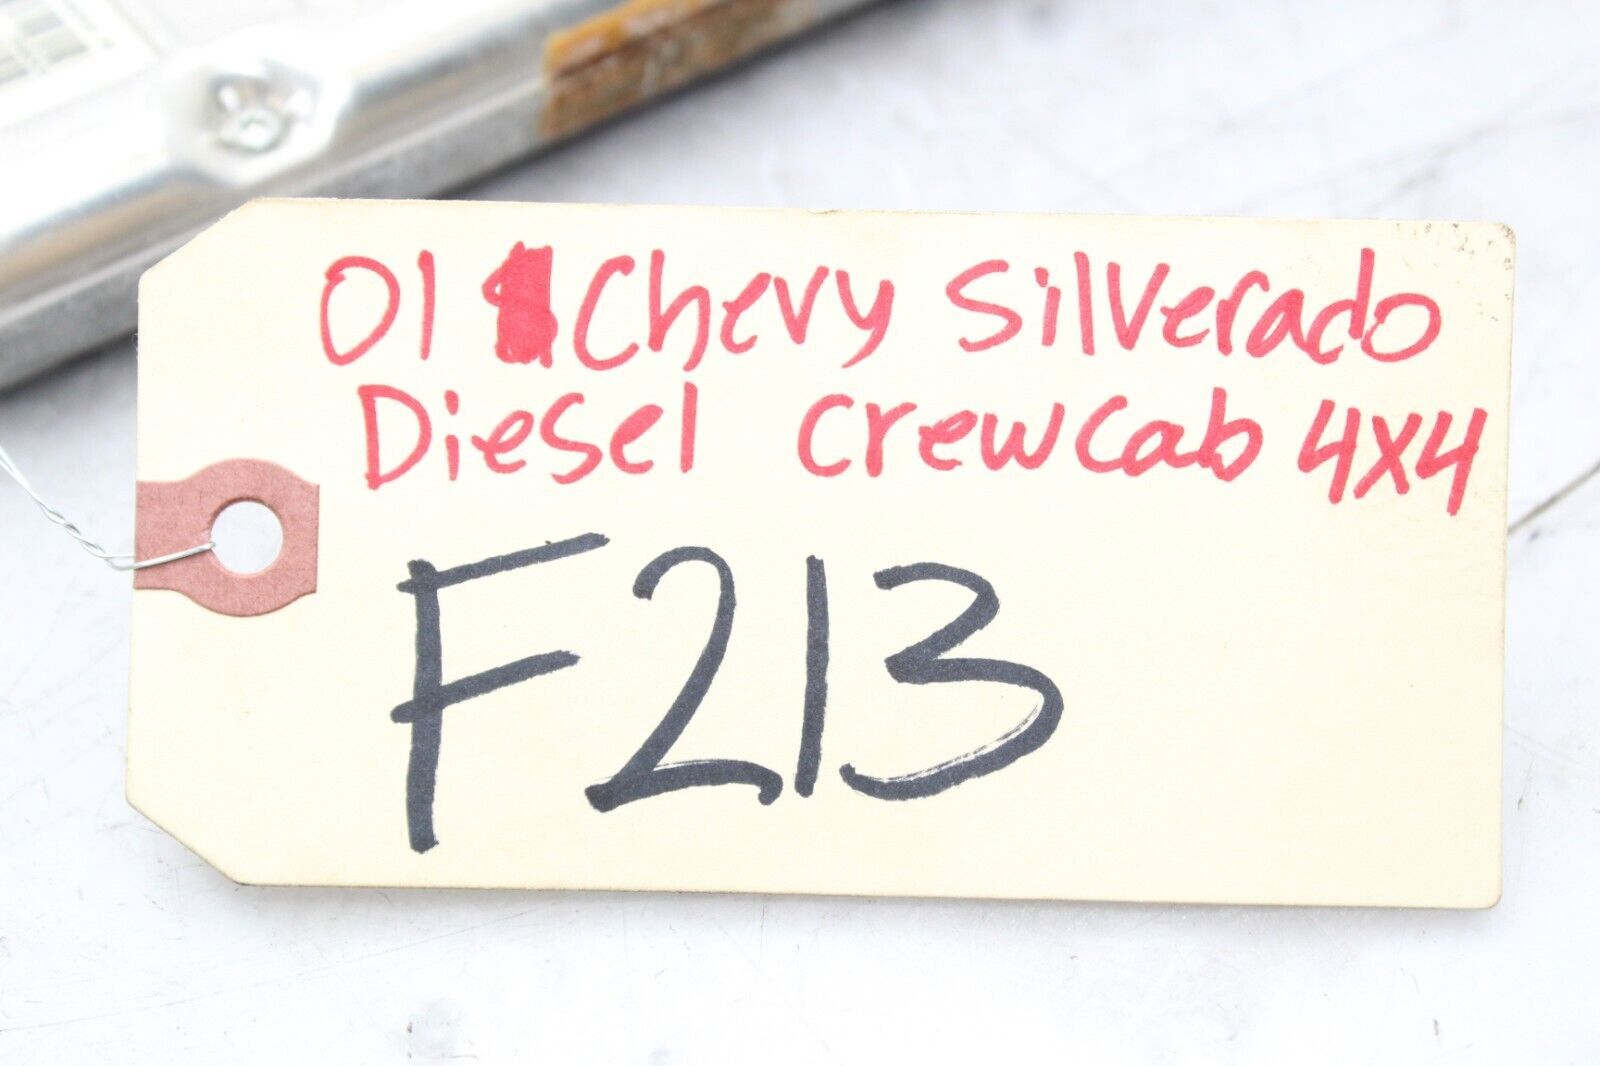 01 Chevy Silverado
Diesel crewcab 4x4
F213